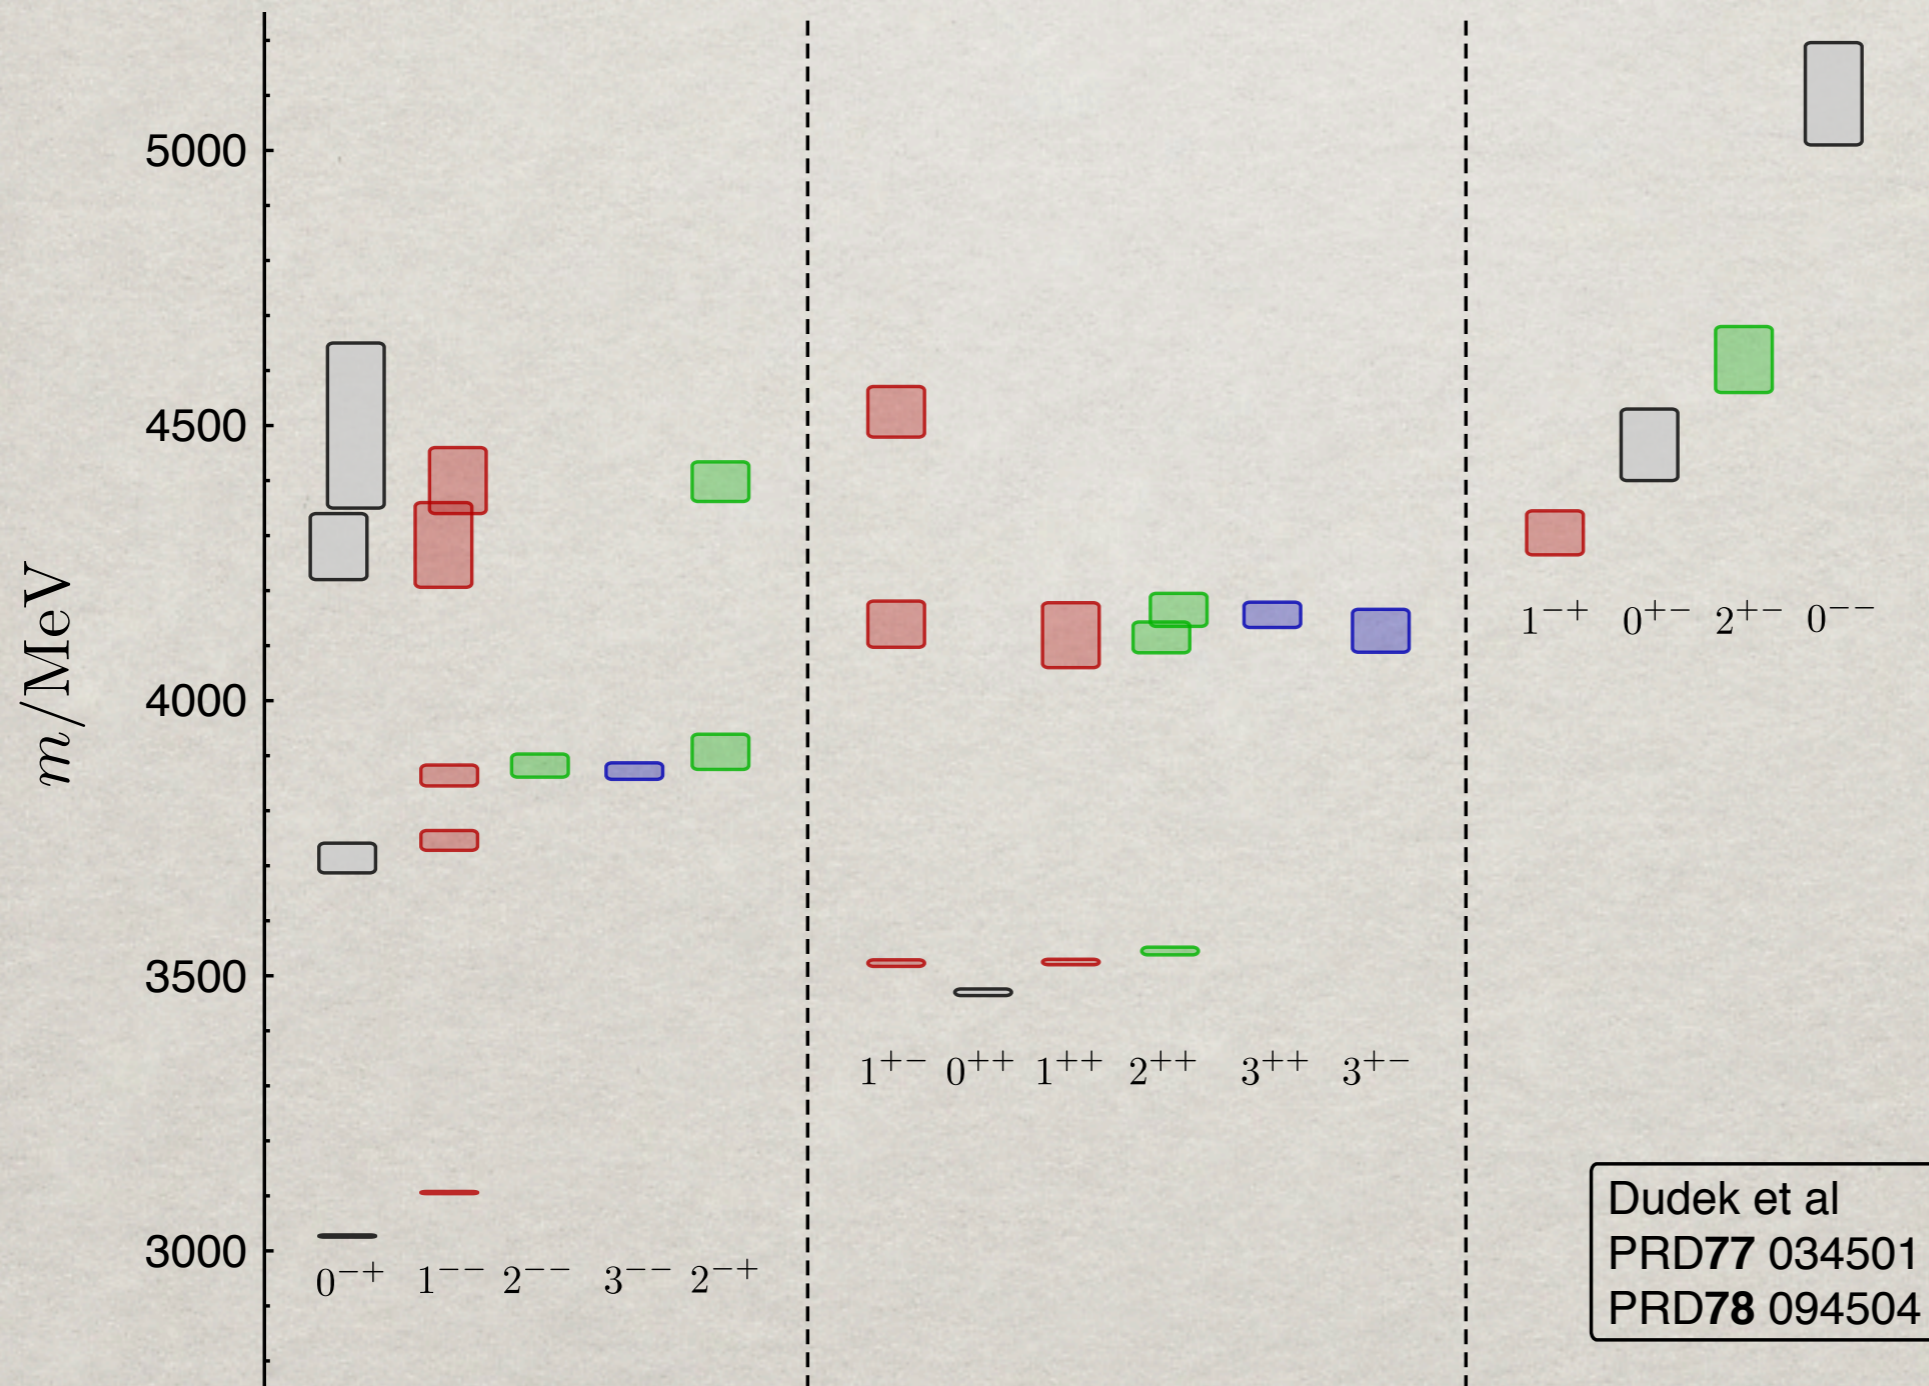 5000
4500
4000
3500
3000
m/MeV
0⁻⁺ 1⁻⁻ 2⁻⁻ 3⁻⁻ 2⁻⁺
1⁺⁻ 0⁺⁺ 1⁺⁺ 2⁺⁺ 3⁺⁺ 3⁺⁻
1⁻⁺ 0⁺⁻ 2⁺⁻ 0⁻⁻
Dudek et al
PRD77 034501
PRD78 094504